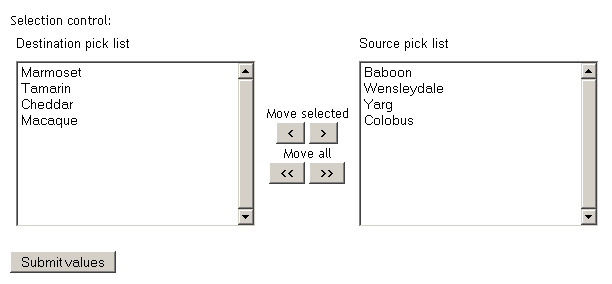 Selection control:
Destination pick list
Marmoset
Tamarin
Cheddar
Macaque
Move selected
< >
Move all
<< >>
Source pick list
Baboon
Wensleydale
Yarg
Colobus
Submit values